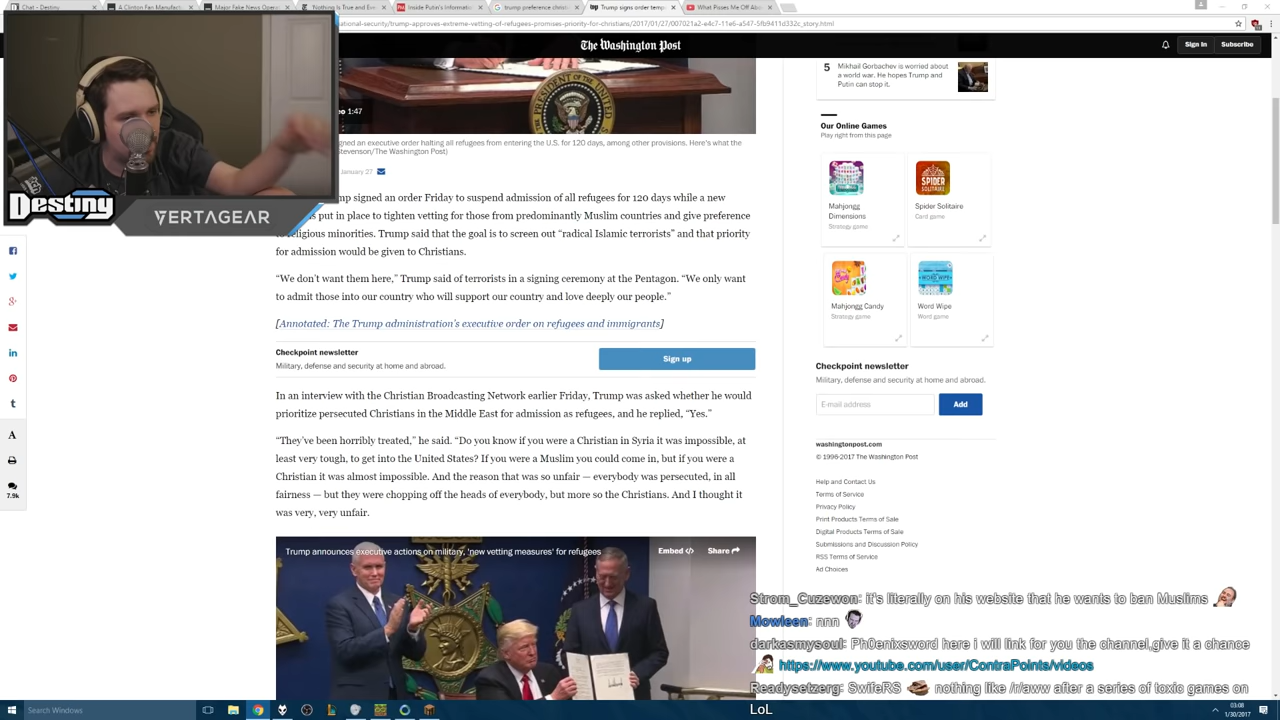 Chat - Destiny
A Clinton Fan Manufact
Major Fake News Operat
'Nothing Is True and Eve
Inside Putin's Informatio
trump preference christi
Trump signs order temp
What Pisses Me Off Abou
ational-security/trump-approves-extreme-vetting-of-refugees-promises-priority-for-christians/2017/01/27/007021a2-e4c7-11e6-a547-5fb9411d332c_story.html
The Washington Post
Sign In
Subscribe
eo 1:47
PRESIDENT
igned an executive order halting all refugees from entering the U.S. for 120 days, among other provisions. Here's what the
Stevenson/The Washington Post)
January 27
mp signed an order Friday to suspend admission of all refugees for 120 days while a new
s put in place to tighten vetting for those from predominantly Muslim countries and give preference
religious minorities. Trump said that the goal is to screen out “radical Islamic terrorists” and that priority
for admission would be given to Christians.
“We don't want them here,” Trump said of terrorists in a signing ceremony at the Pentagon. “We only want
to admit those into our country who will support our country and love deeply our people.”
[Annotated: The Trump administration's executive order on refugees and immigrants]
Checkpoint newsletter
Military, defense and security at home and abroad.
Sign up
In an interview with the Christian Broadcasting Network earlier Friday, Trump was asked whether he would
prioritize persecuted Christians in the Middle East for admission as refugees, and he replied, “Yes.”
“They've been horribly treated,” he said. “Do you know if you were a Christian in Syria it was impossible, at
least very tough, to get into the United States? If you were a Muslim you could come in, but if you were a
Christian it was almost impossible. And the reason that was so unfair — everybody was persecuted, in all
fairness — but they were chopping off the heads of everybody, but more so the Christians. And I thought it
was very, very unfair.
Trump announces executive actions on military, 'new vetting measures' for refugees
Embed </>
Share
Destiny
VERTAGEAR
A
7.9k
5
Mikhail Gorbachev is worried about
a world war. He hopes Trump and
Putin can stop it.
Our Online Games
Play right from this page
Mahjongg
Dimensions
Strategy game
Spider Solitaire
Card game
SPIDER
SOLITAIRE
Mahjongg Candy
Strategy game
Word Wipe
Word game
WORD WIPE
Checkpoint newsletter
Military, defense and security at home and abroad.
E-mail address
Add
washingtonpost.com
© 1996-2017 The Washington Post
Help and Contact Us
Terms of Service
Privacy Policy
Print Products Terms of Sale
Digital Products Terms of Sale
Submissions and Discussion Policy
RSS Terms of Service
Ad Choices
Strom_Cuzewon: it's literally on his website that he wants to ban Muslims
Mowleen: nnn
darkasmysoul: Ph0enixsword here i will link for you the channel,give it a chance
https://www.youtube.com/user/ContraPoints/videos
Readysetzerg: SwifeRS nothing like /r/aww after a series of toxic games on
LoL
Search Windows
03:08
1/30/2017